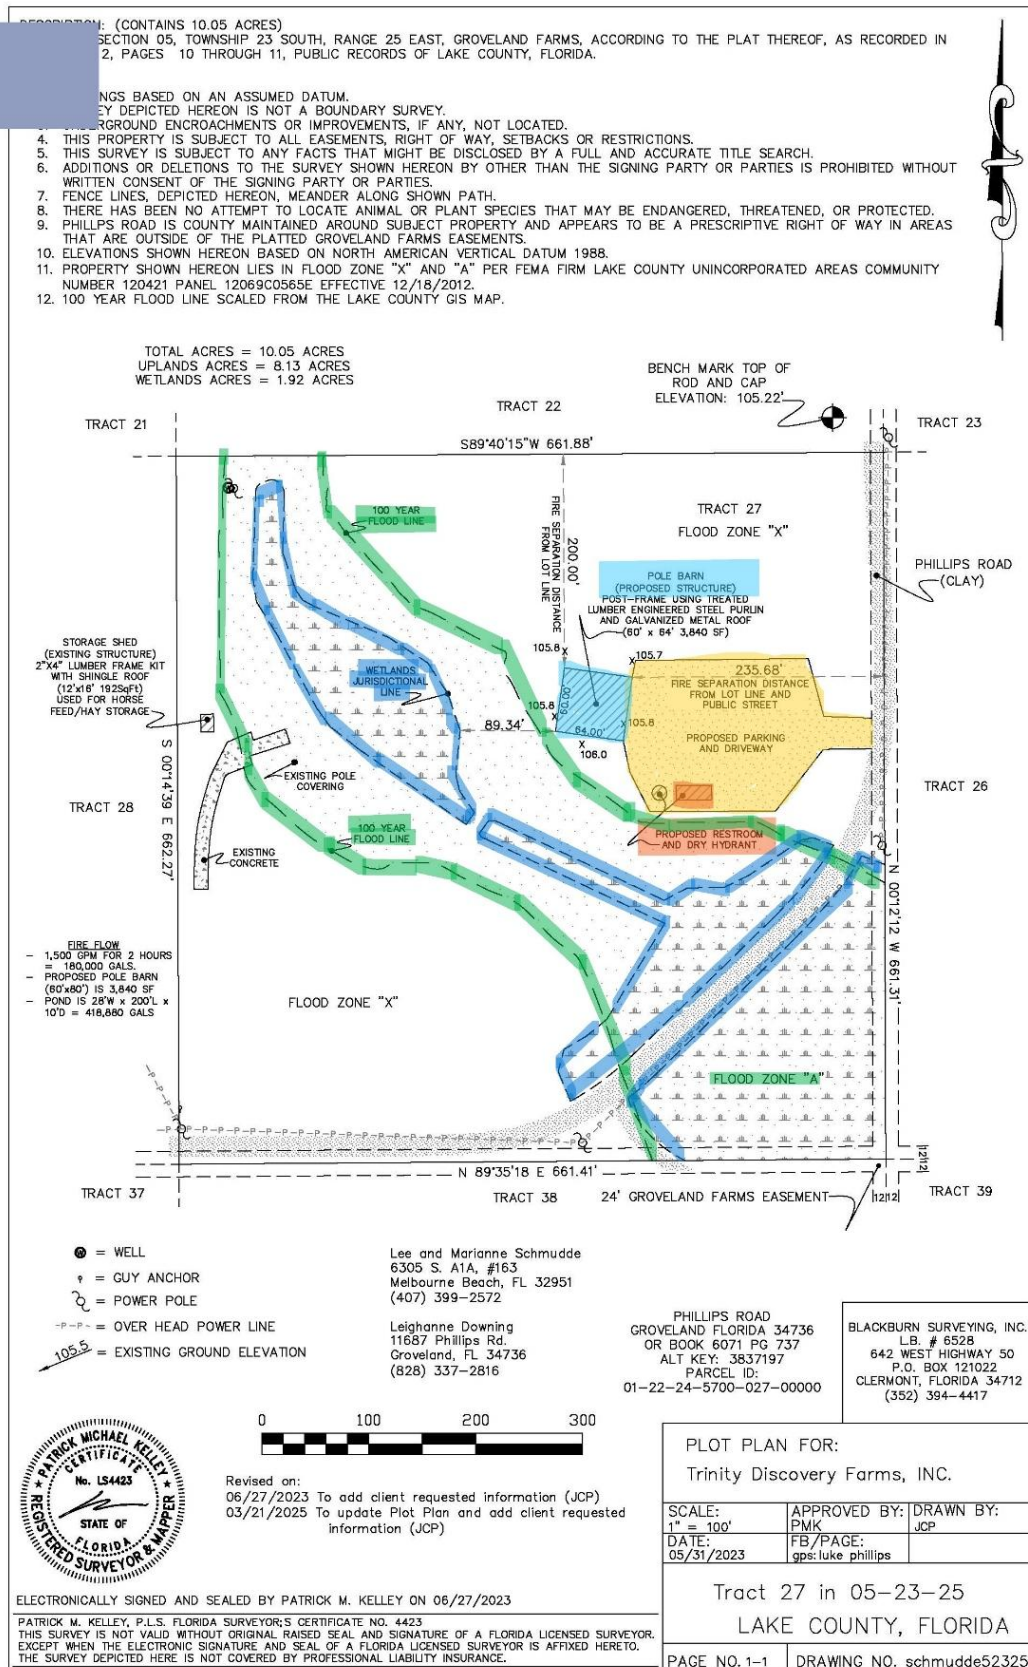 DESCRIPTION: (CONTAINS 10.05 ACRES)
SECTION 05, TOWNSHIP 23 SOUTH, RANGE 25 EAST, GROVELAND FARMS, ACCORDING TO THE PLAT THEREOF, AS RECORDED IN
2, PAGES 10 THROUGH 11, PUBLIC RECORDS OF LAKE COUNTY, FLORIDA.
NGS BASED ON AN ASSUMED DATUM.
EY DEPICTED HEREON IS NOT A BOUNDARY SURVEY.
3. UNDERGROUND ENCROACHMENTS OR IMPROVEMENTS, IF ANY, NOT LOCATED.
4. THIS PROPERTY IS SUBJECT TO ALL EASEMENTS, RIGHT OF WAY, SETBACKS OR RESTRICTIONS.
5. THIS SURVEY IS SUBJECT TO ANY FACTS THAT MIGHT BE DISCLOSED BY A FULL AND ACCURATE TITLE SEARCH.
6. ADDITIONS OR DELETIONS TO THE SURVEY SHOWN HEREON BY OTHER THAN THE SIGNING PARTY OR PARTIES IS PROHIBITED WITHOUT
WRITTEN CONSENT OF THE SIGNING PARTY OR PARTIES.
7. FENCE LINES, DEPICTED HEREON, MEANDER ALONG SHOWN PATH.
8. THERE HAS BEEN NO ATTEMPT TO LOCATE ANIMAL OR PLANT SPECIES THAT MAY BE ENDANGERED, THREATENED, OR PROTECTED.
9. PHILLPS ROAD IS COUNTY MAINTAINED AROUND SUBJECT PROPERTY AND APPEARS TO BE A PRESCRIPTIVE RIGHT OF WAY IN AREAS
THAT ARE OUTSIDE OF THE PLATTED GROVELAND FARMS EASEMENTS.
10. ELEVATIONS SHOWN HEREON BASED ON NORTH AMERICAN VERTICAL DATUM 1988.
11. PROPERTY SHOWN HEREON LIES IN FLOOD ZONE "X" AND "A" PER FEMA FIRM LAKE COUNTY UNINCORPORATED AREAS COMMUNITY
NUMBER 120421 PANEL 12069C0565E EFFECTIVE 12/18/2012.
12. 100 YEAR FLOOD LINE SCALED FROM THE LAKE COUNTY GIS MAP.
TOTAL ACRES = 10.05 ACRES
UPLANDS ACRES = 8.13 ACRES
WETLANDS ACRES = 1.92 ACRES
BENCH MARK TOP OF
ROD AND CAP
ELEVATION: 105.22'
TRACT 21
TRACT 22
TRACT 23
S89°40'15"W 661.88'
100 YEAR
FLOOD LINE
FIRE SEPARATION DISTANCE
FROM LOT LINE
200.00'
TRACT 27
FLOOD ZONE "X"
PHILLIPS ROAD
(CLAY)
POLE BARN
(PROPOSED STRUCTURE)
POST-FRAME USING TREATED
LUMBER ENGINEERED STEEL PURLIN
AND GALVANIZED METAL ROOF
(60' x 64' 3,840 SF)
STORAGE SHED
(EXISTING STRUCTURE)
2"X4" LUMBER FRAME KIT
WITH SHINGLE ROOF
(12'x18' 192SqFt)
USED FOR HORSE
FEED/HAY STORAGE
105.8
X
X105.7
WETLANDS
JURISDICTIONAL
LINE
235.68'
FIRE SEPARATION DISTANCE
FROM LOT LINE AND
PUBLIC STREET
60.00'
105.8
X
X 105.8
89.34'
64.00'
X
106.0
PROPOSED PARKING
AND DRIVEWAY
S 00°14'39 E 662.27'
EXISTING POLE
COVERING
TRACT 28
TRACT 26
100 YEAR
FLOOD LINE
PROPOSED RESTROOM
AND DRY HYDRANT
EXISTING
CONCRETE
N 00°12'12 W 661.31'
FIRE FLOW
- 1,500 GPM FOR 2 HOURS
= 180,000 GALS.
- PROPOSED POLE BARN
(60'x80') IS 3,840 SF
- POND IS 28'W x 200'L x
10'D = 418,880 GALS
FLOOD ZONE "X"
FLOOD ZONE "A"
12'12'
N 89°35'18 E 661.41'
TRACT 37
TRACT 38
24' GROVELAND FARMS EASEMENT
12'12'
TRACT 39
= WELL
= GUY ANCHOR
= POWER POLE
-P-P- = OVER HEAD POWER LINE
105.5 = EXISTING GROUND ELEVATION
Lee and Marianne Schmudde
6305 S. A1A, #163
Melbourne Beach, FL 32951
(407) 399-2572
Leighanne Downing
11687 Phillips Rd.
Groveland, FL 34736
(828) 337-2816
PHILLIPS ROAD
GROVELAND FLORIDA 34736
OR BOOK 6071 PG 737
ALT KEY: 3837197
PARCEL ID:
01-22-24-5700-027-00000
BLACKBURN SURVEYING, INC.
L.B. # 6528
642 WEST HIGHWAY 50
P.O. BOX 121022
CLERMONT, FLORIDA 34712
(352) 394-4417
0 100 200 300
PATRICK MICHAEL KELLEY
CERTIFICATE
No. LS4423
STATE OF
FLORIDA
REGISTERED SURVEYOR & MAPPER
Revised on:
06/27/2023 To add client requested information (JCP)
03/21/2025 To update Plot Plan and add client requested
information (JCP)
PLOT PLAN FOR:
Trinity Discovery Farms, INC.
SCALE:
1" = 100'
APPROVED BY:
PMK
DRAWN BY:
JCP
DATE:
05/31/2023
FB/PAGE:
gps: luke phillips
Tract 27 in 05-23-25
LAKE COUNTY, FLORIDA
PAGE NO. 1-1
DRAWING NO. schmudde52325
ELECTRONICALLY SIGNED AND SEALED BY PATRICK M. KELLEY ON 06/27/2023
PATRICK M. KELLEY, P.L.S. FLORIDA SURVEYOR;S CERTIFICATE NO. 4423
THIS SURVEY IS NOT VALID WITHOUT ORIGINAL RAISED SEAL AND SIGNATURE OF A FLORIDA LICENSED SURVEYOR.
EXCEPT WHEN THE ELECTRONIC SIGNATURE AND SEAL OF A FLORIDA LICENSED SURVEYOR IS AFFIXED HERETO.
THE SURVEY DEPICTED HERE IS NOT COVERED BY PROFESSIONAL LIABILITY INSURANCE.